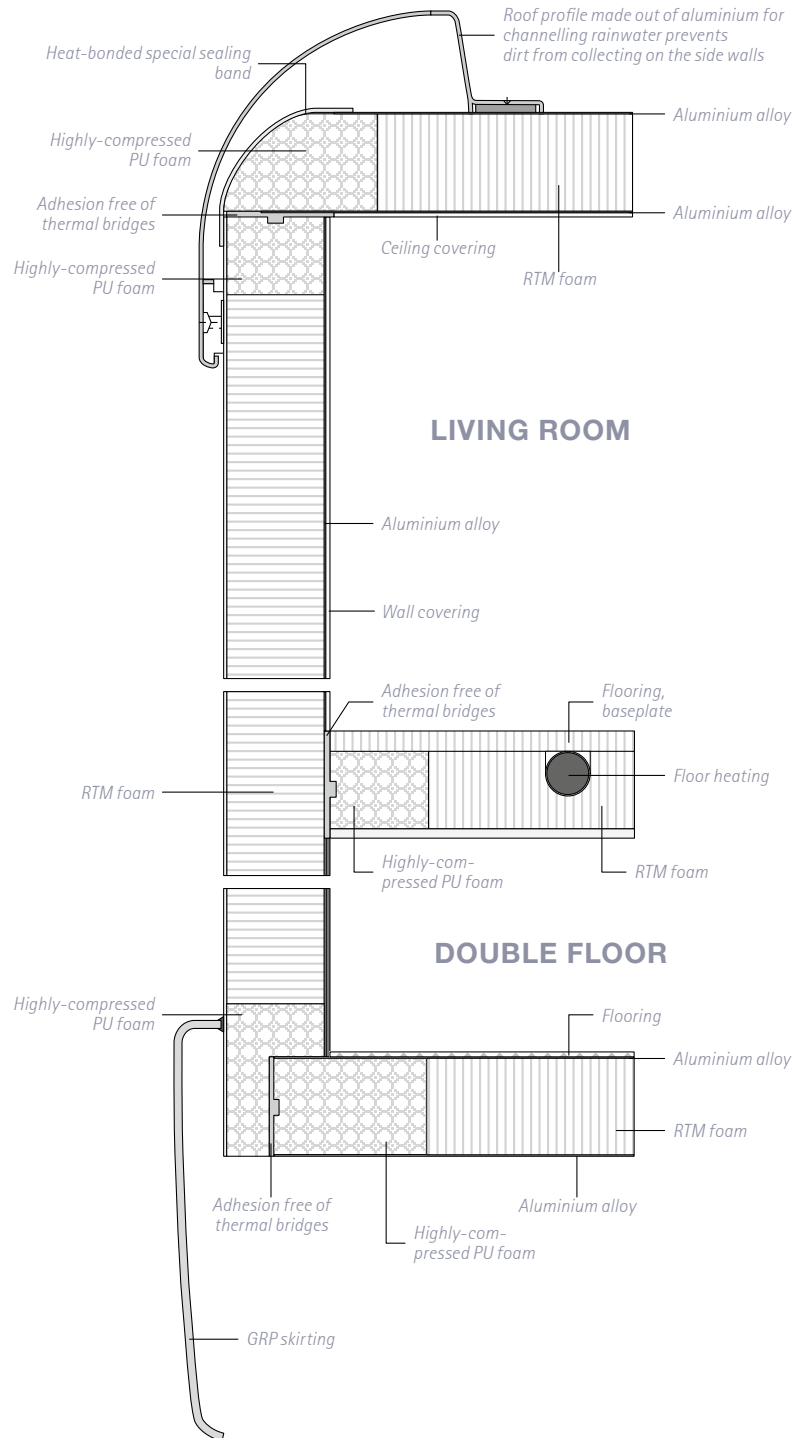 Roof profile made out of aluminium for
channelling rainwater prevents
dirt from collecting on the side walls
Heat-bonded special sealing
band
Aluminium alloy
Highly-compressed
PU foam
Adhesion free of
thermal bridges
Aluminium alloy
Ceiling covering
Highly-compressed
PU foam
RTM foam
LIVING ROOM
Aluminium alloy
Wall covering
Adhesion free of
thermal bridges
Flooring,
baseplate
RTM foam
Floor heating
Highly-com-
pressed PU foam
RTM foam
DOUBLE FLOOR
Highly-compressed
PU foam
Flooring
Aluminium alloy
RTM foam
Adhesion free of
thermal bridges
Aluminium alloy
Highly-com-
pressed PU foam
GRP skirting